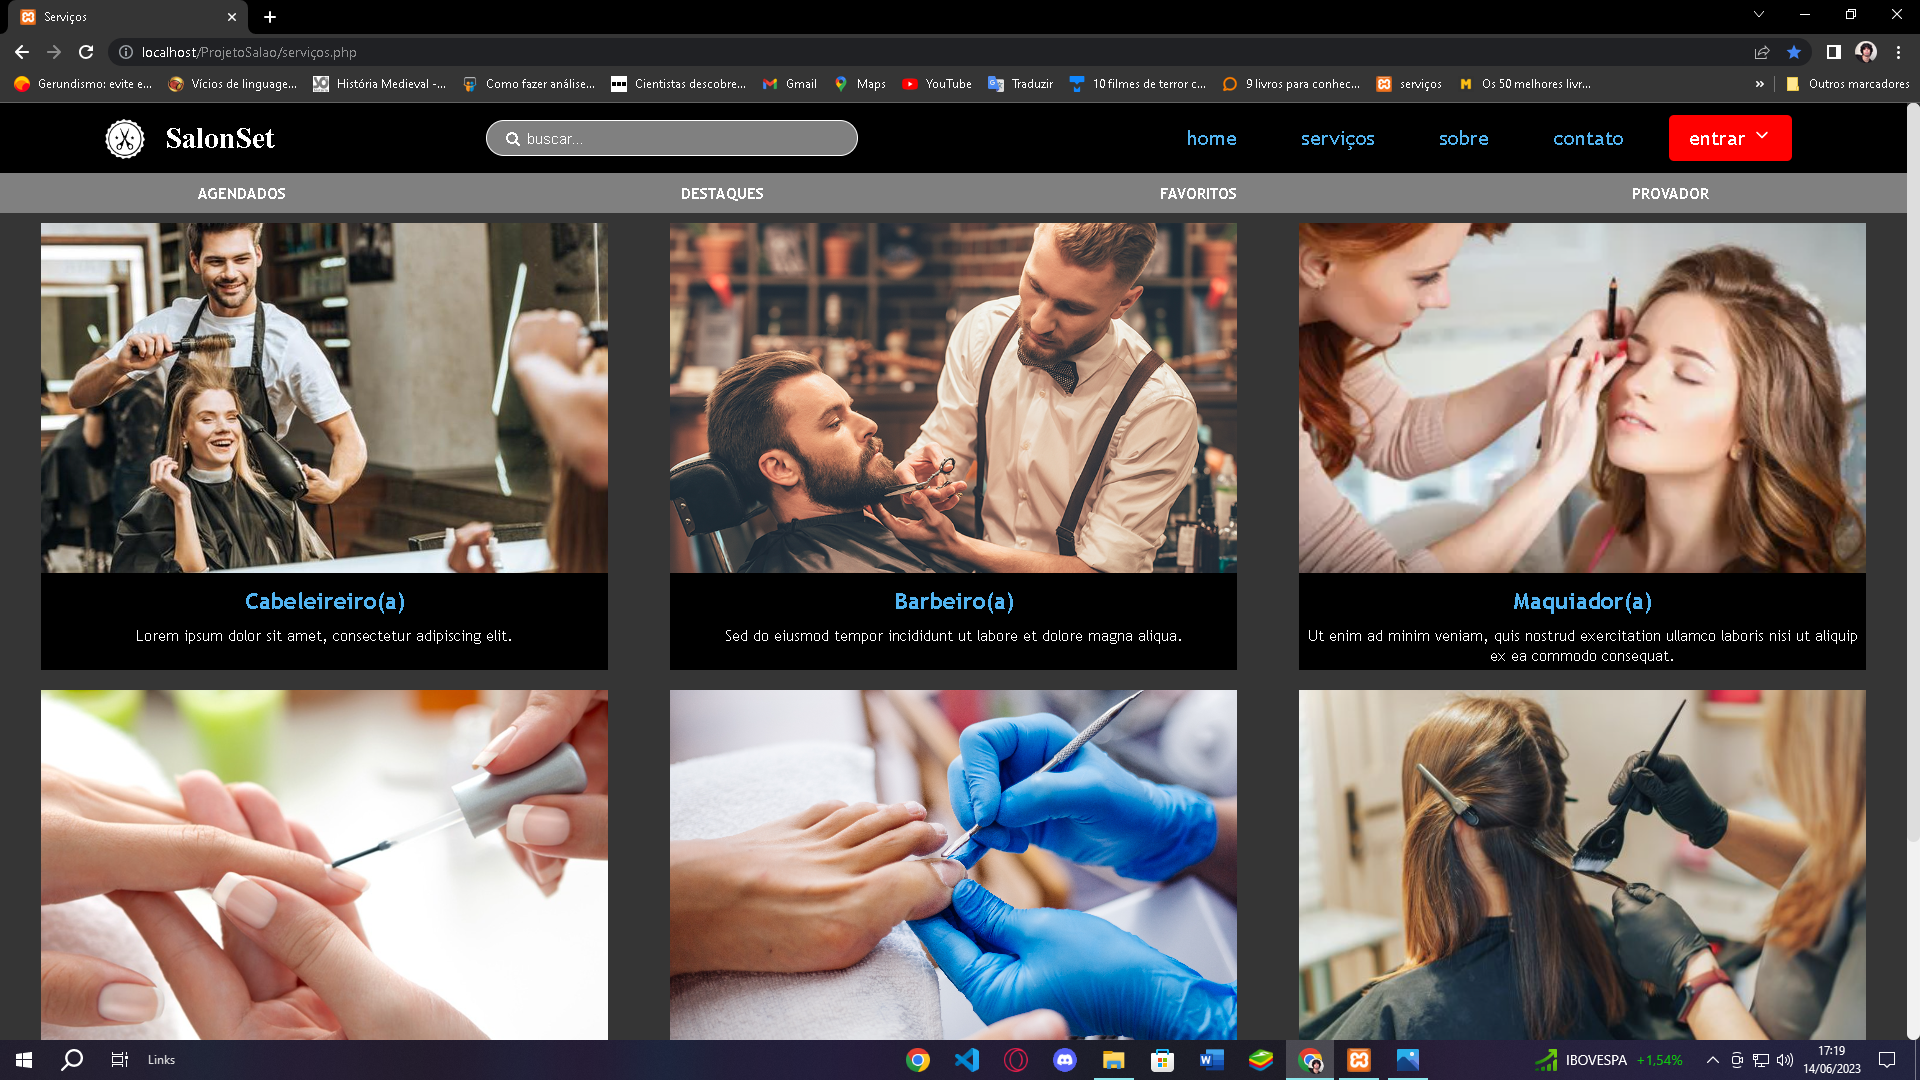 Serviços
localhost/ProjetoSalao/serviços.php
Gerundismo: evite e... Vícios de linguage... História Medieval -... Como fazer análise... Cientistas descobre... Gmail Maps YouTube Traduzir 10 filmes de terror c... 9 livros para conhec... serviços Os 50 melhores livr... » Outros marcadores
SalonSet buscar... home serviços sobre contato entrar
AGENDADOS DESTAQUES FAVORITOS PROVADOR
Cabeleireiro(a) Barbeiro(a) Maquiador(a)
Lorem ipsum dolor sit amet, consectetur adipiscing elit. Sed do eiusmod tempor incididunt ut labore et dolore magna aliqua. Ut enim ad minim veniam, quis nostrud exercitation ullamco laboris nisi ut aliquip
ex ea commodo consequat.
Links IBOVESPA +1,54% 17:19
14/06/2023